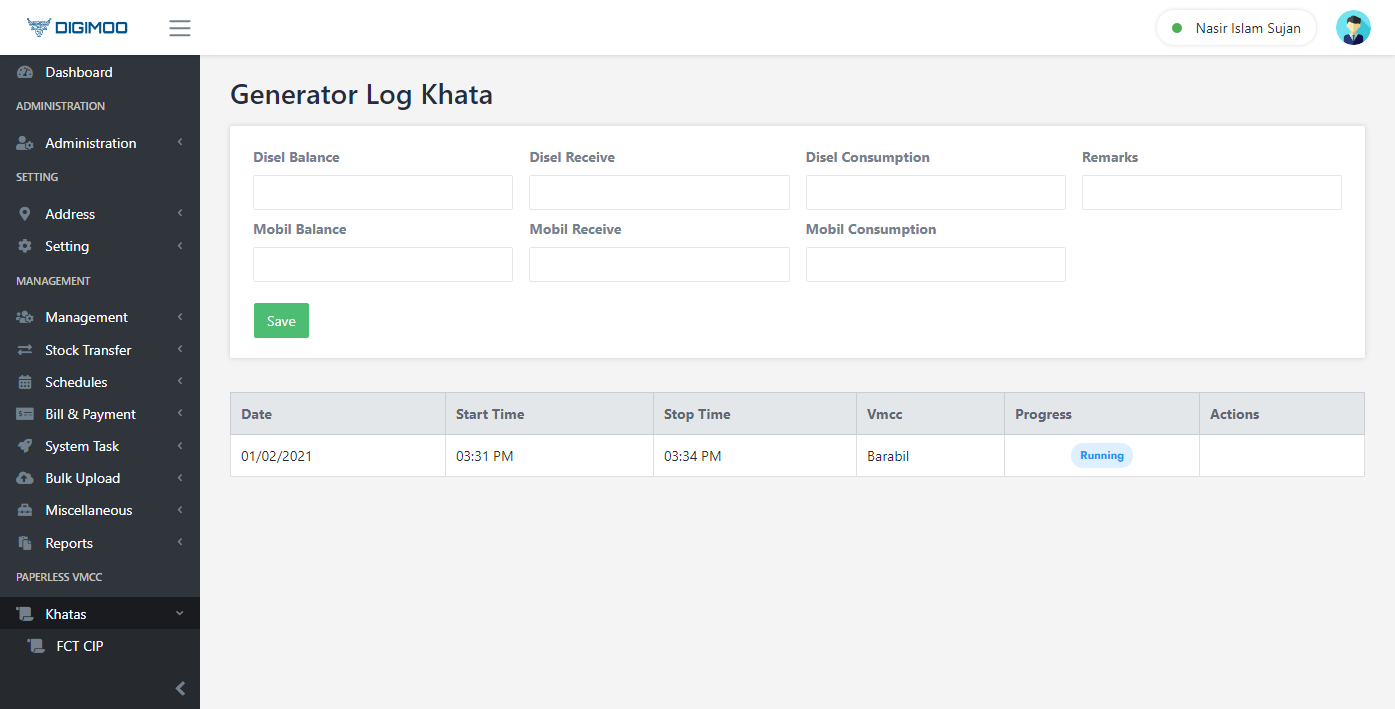 DIGIMOO
Nasir Islam Sujan
Dashboard
ADMINISTRATION
Administration
SETTING
Address
Setting
MANAGEMENT
Management
Stock Transfer
Schedules
Bill & Payment
System Task
Bulk Upload
Miscellaneous
Reports
PAPERLESS VMCC
Khatas
FCT CIP
Generator Log Khata
Disel Balance Disel Receive Disel Consumption Remarks
Mobil Balance Mobil Receive Mobil Consumption
Save
Date Start Time Stop Time Vmcc Progress Actions
01/02/2021 03:31 PM 03:34 PM Barabil Running